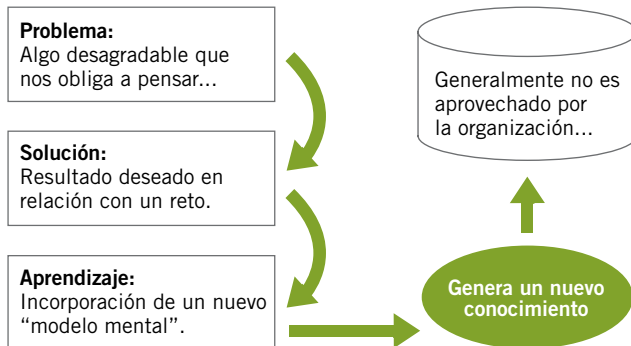 Problema:
Algo desagradable que
nos obliga a pensar...
Solución:
Resultado deseado en
relación con un reto.
Aprendizaje:
Incorporación de un nuevo
“modelo mental”.
Genera un nuevo
conocimiento
Generalmente no es
aprovechado por
la organización...